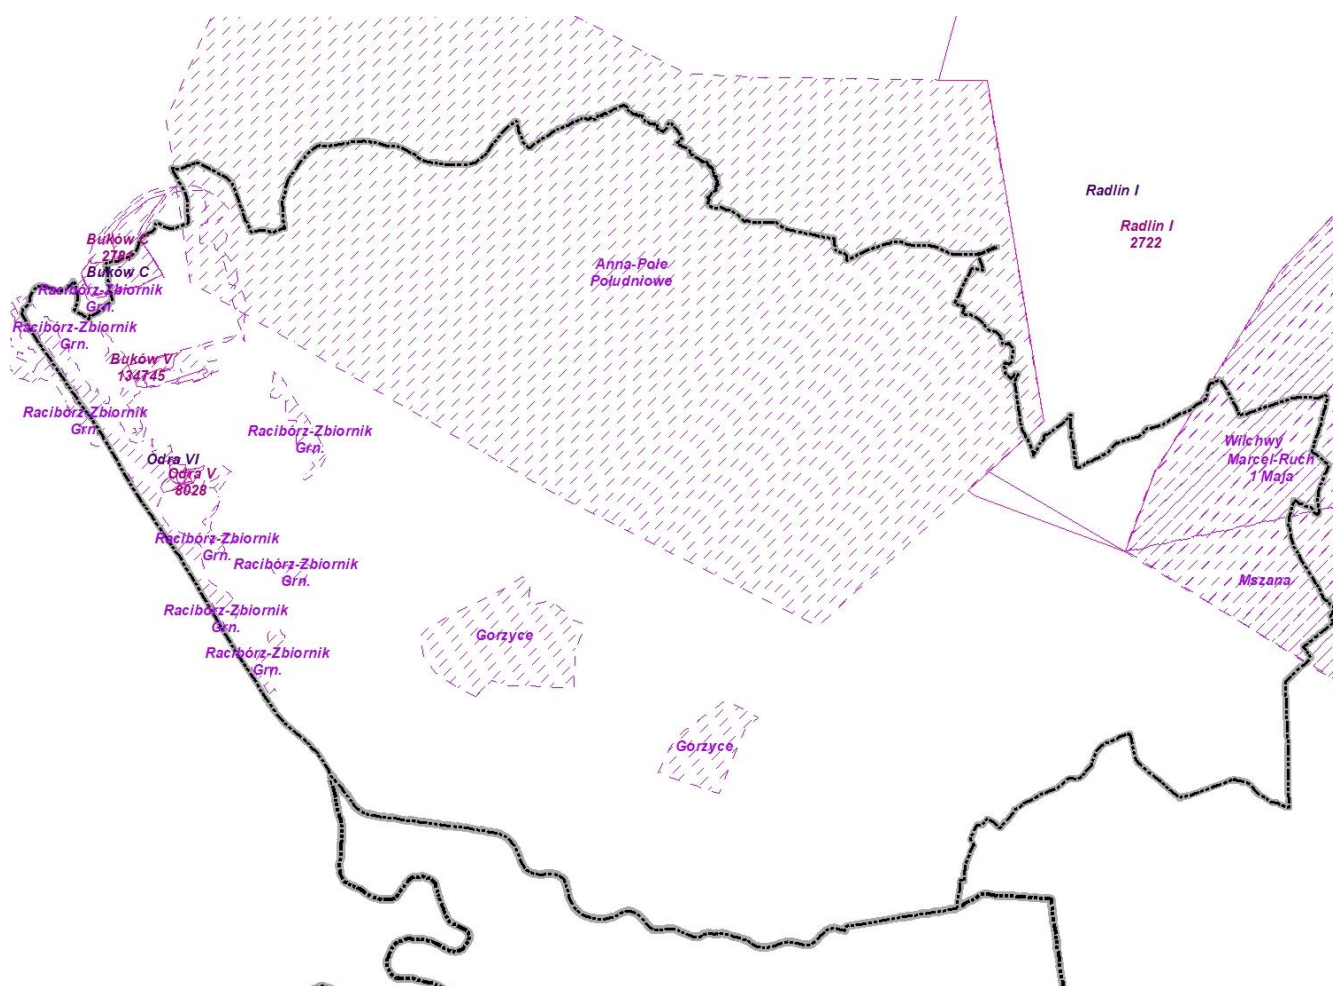 Radlin I
Radlin I
2722
Buków C
278
Buków C
Racibórz-Zbiornik
Grn.
Racibórz-Zbiornik
Grn.
Anna-Pole
Południowe
Buków V
134745
Racibórz-Zbiornik
Grn.
Racibórz-Zbiornik
Grn.
Wilchwy
Marcel-Ruch
1 Maja
Odra VI
Odra V
8028
Racibórz-Zbiornik
Grn.
Racibórz-Zbiornik
Grn.
Mszana
Racibórz-Zbiornik
Grn.
Gorzyce
Racibórz-Zbiornik
Grn.
Gorzyce